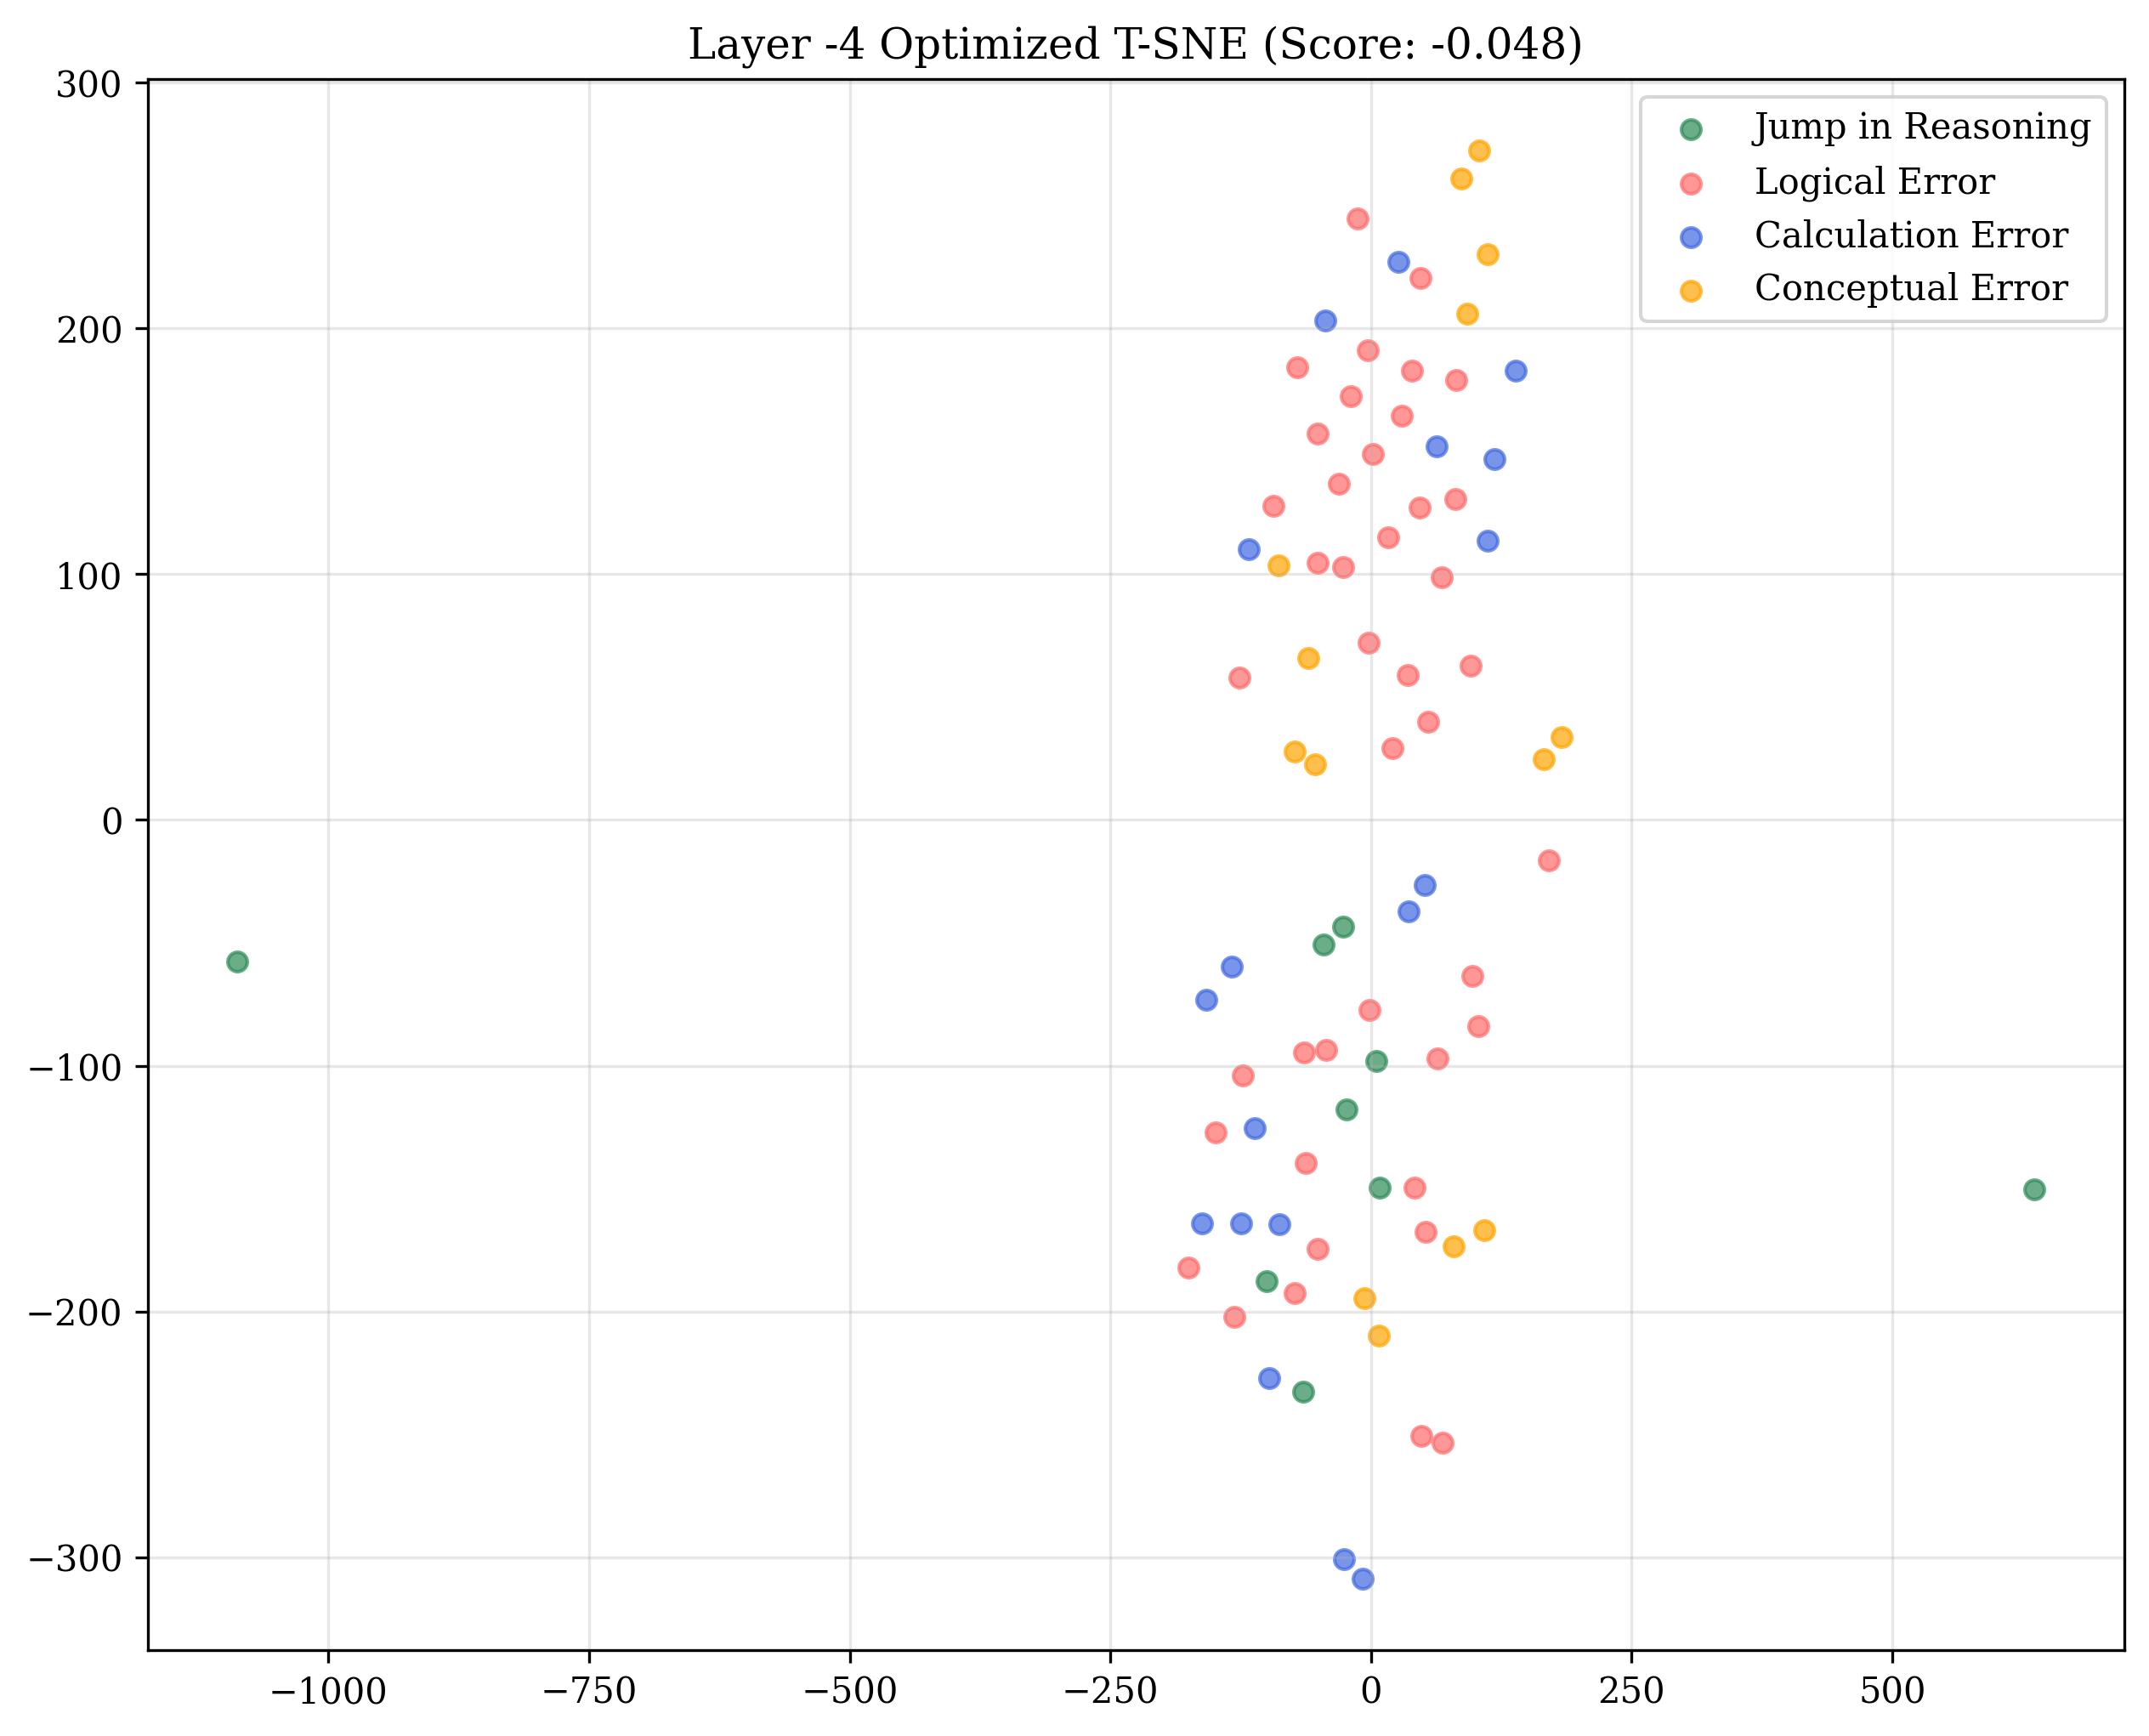 Layer -4 Optimized T-SNE (Score: -0.048)
Jump in Reasoning
Logical Error
Calculation Error
Conceptual Error
300
200
100
0
−100
−200
−300
−1000 −750 −500 −250 0 250 500